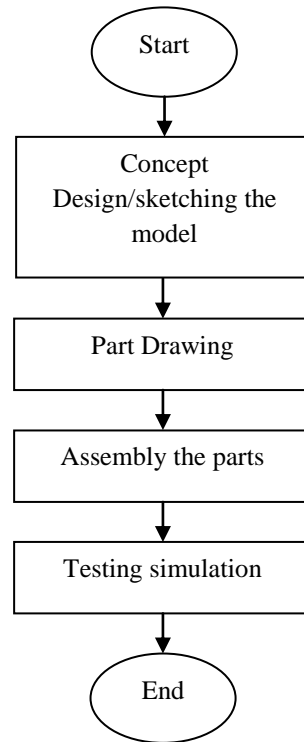 Start
Concept
Design/sketching the
model
Part Drawing
Assembly the parts
Testing simulation
End